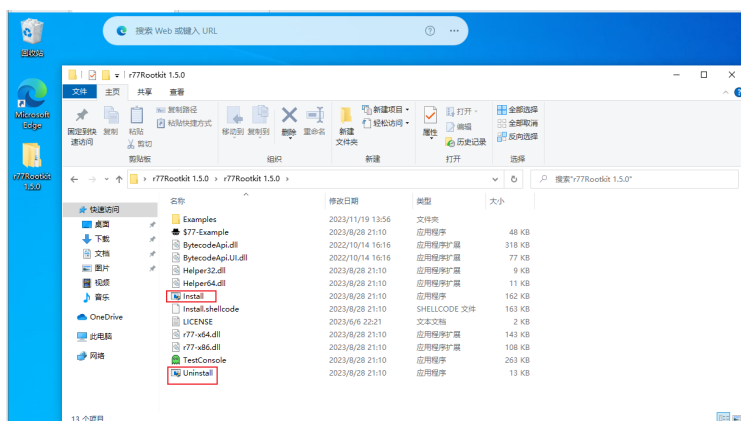 搜索 Web 或键入 URL
回收站
Microsoft Edge
r77Rootkit 1.5.0
r77Rootkit 1.5.0
文件 主页 共享 查看
固定到快速访问
复制
粘贴
复制路径
粘贴快捷方式
剪切
剪贴板
移动到 复制到 删除 重命名
组织
新建文件夹
新建项目
轻松访问
新建
属性
打开
编辑
历史记录
打开
全部选择
全部取消
反向选择
选择
r77Rootkit 1.5.0 › r77Rootkit 1.5.0 ›
搜索"r77Rootkit 1.5.0"
快速访问
桌面
下载
文档
图片
视频
音乐
OneDrive
此电脑
网络
名称 修改日期 类型 大小
Examples 2023/11/19 13:56 文件夹
$77-Example 2023/8/28 21:10 应用程序 48 KB
BytecodeApi.dll 2022/10/14 16:16 应用程序扩展 318 KB
BytecodeApi.UI.dll 2022/10/14 16:16 应用程序扩展 77 KB
Helper32.dll 2023/8/28 21:10 应用程序扩展 9 KB
Helper64.dll 2023/8/28 21:10 应用程序扩展 11 KB
Install 2023/8/28 21:10 应用程序 162 KB
Install.shellcode 2023/8/28 21:10 SHELLCODE 文件 163 KB
LICENSE 2023/6/6 22:21 文本文档 2 KB
r77-x64.dll 2023/8/28 21:10 应用程序扩展 143 KB
r77-x86.dll 2023/8/28 21:10 应用程序扩展 108 KB
TestConsole 2023/8/28 21:10 应用程序 263 KB
Uninstall 2023/8/28 21:10 应用程序 13 KB
13 个项目